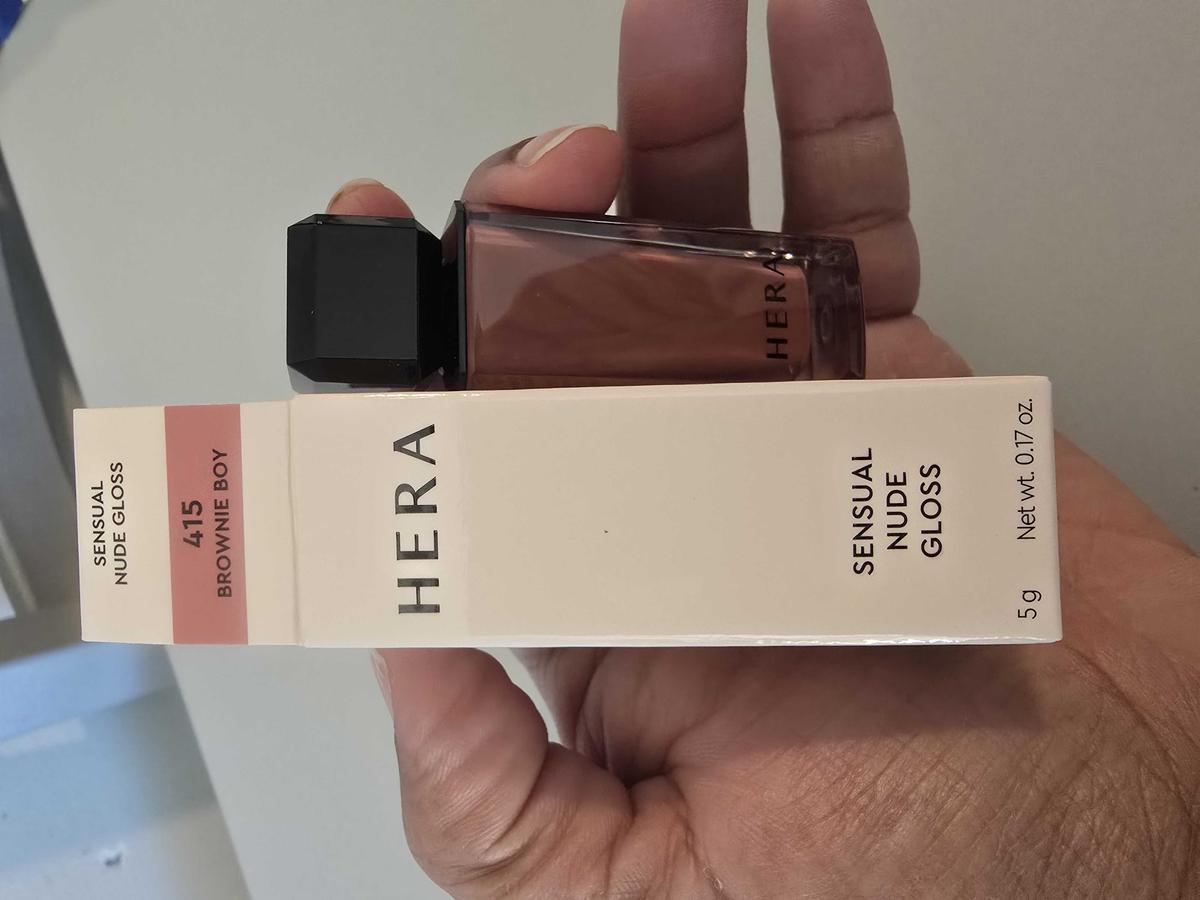 SENSUAL
NUDE GLOSS
415
BROWNIE BOY
HERA
SENSUAL
NUDE
GLOSS
5 g Net wt. 0.17 oz.
HERA